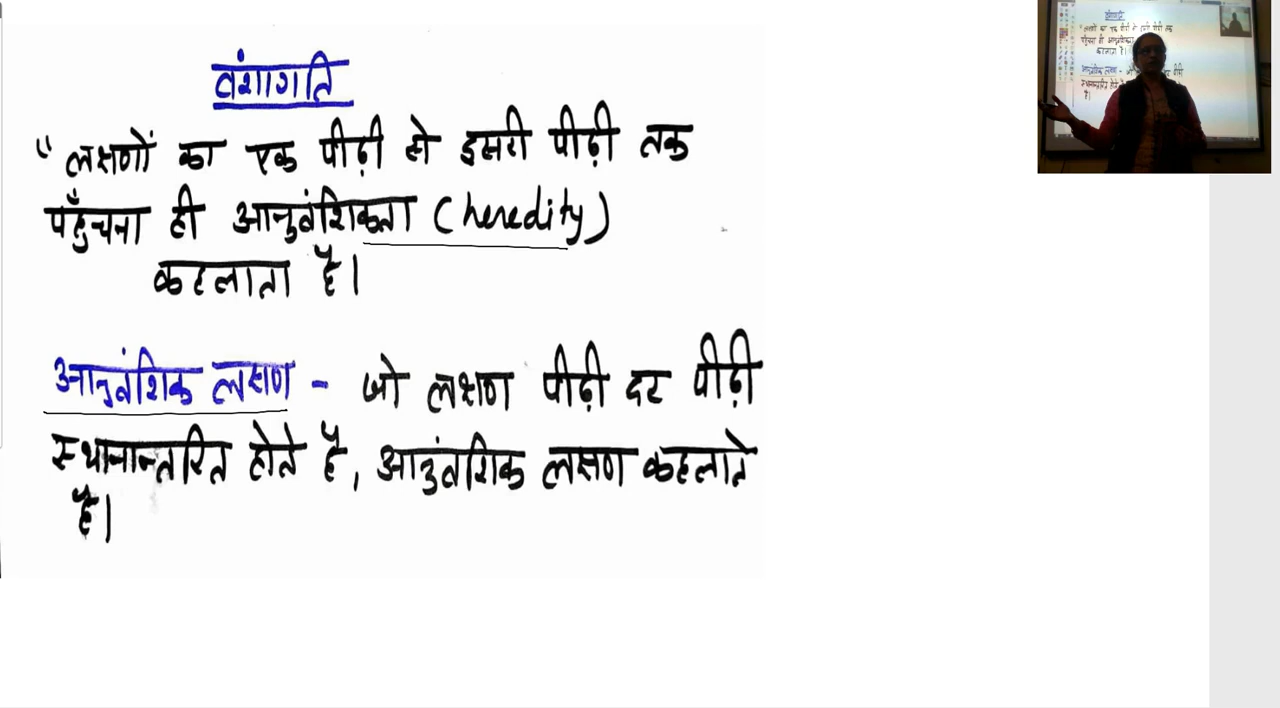 वंशागति
“लक्षणों का एक पीढ़ी से दूसरी पीढ़ी तक
पहुँचना ही आनुवंशिकता (heredity)
कहलाता है।
आनुवंशिक लक्षण - जो लक्षण पीढ़ी दर पीढ़ी
स्थानान्तरित होते है, आनुवंशिक लक्षण कहलाते
है।